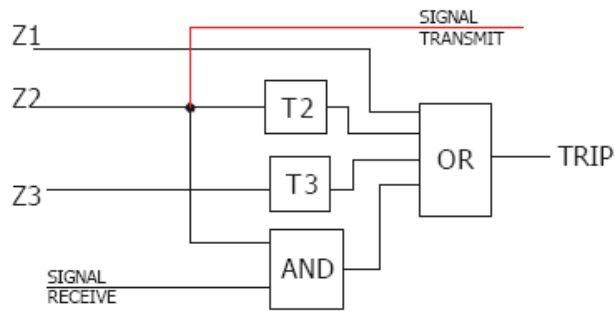 SIGNAL
TRANSMIT
Z1
Z2
T2
OR
TRIP
T3
Z3
AND
SIGNAL
RECEIVE